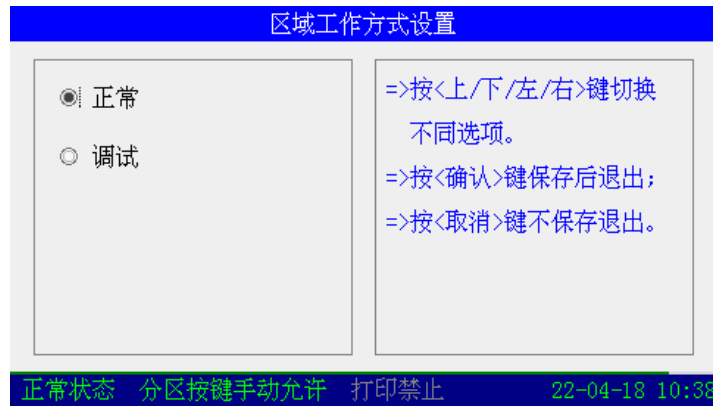 区域工作方式设置
正常
调试
=>按<上/下/左/右>键切换
不同选项。
=>按<确认>键保存后退出;
=>按<取消>键不保存退出。
正常状态 分区按键手动允许 打印禁止 22-04-18 10:38